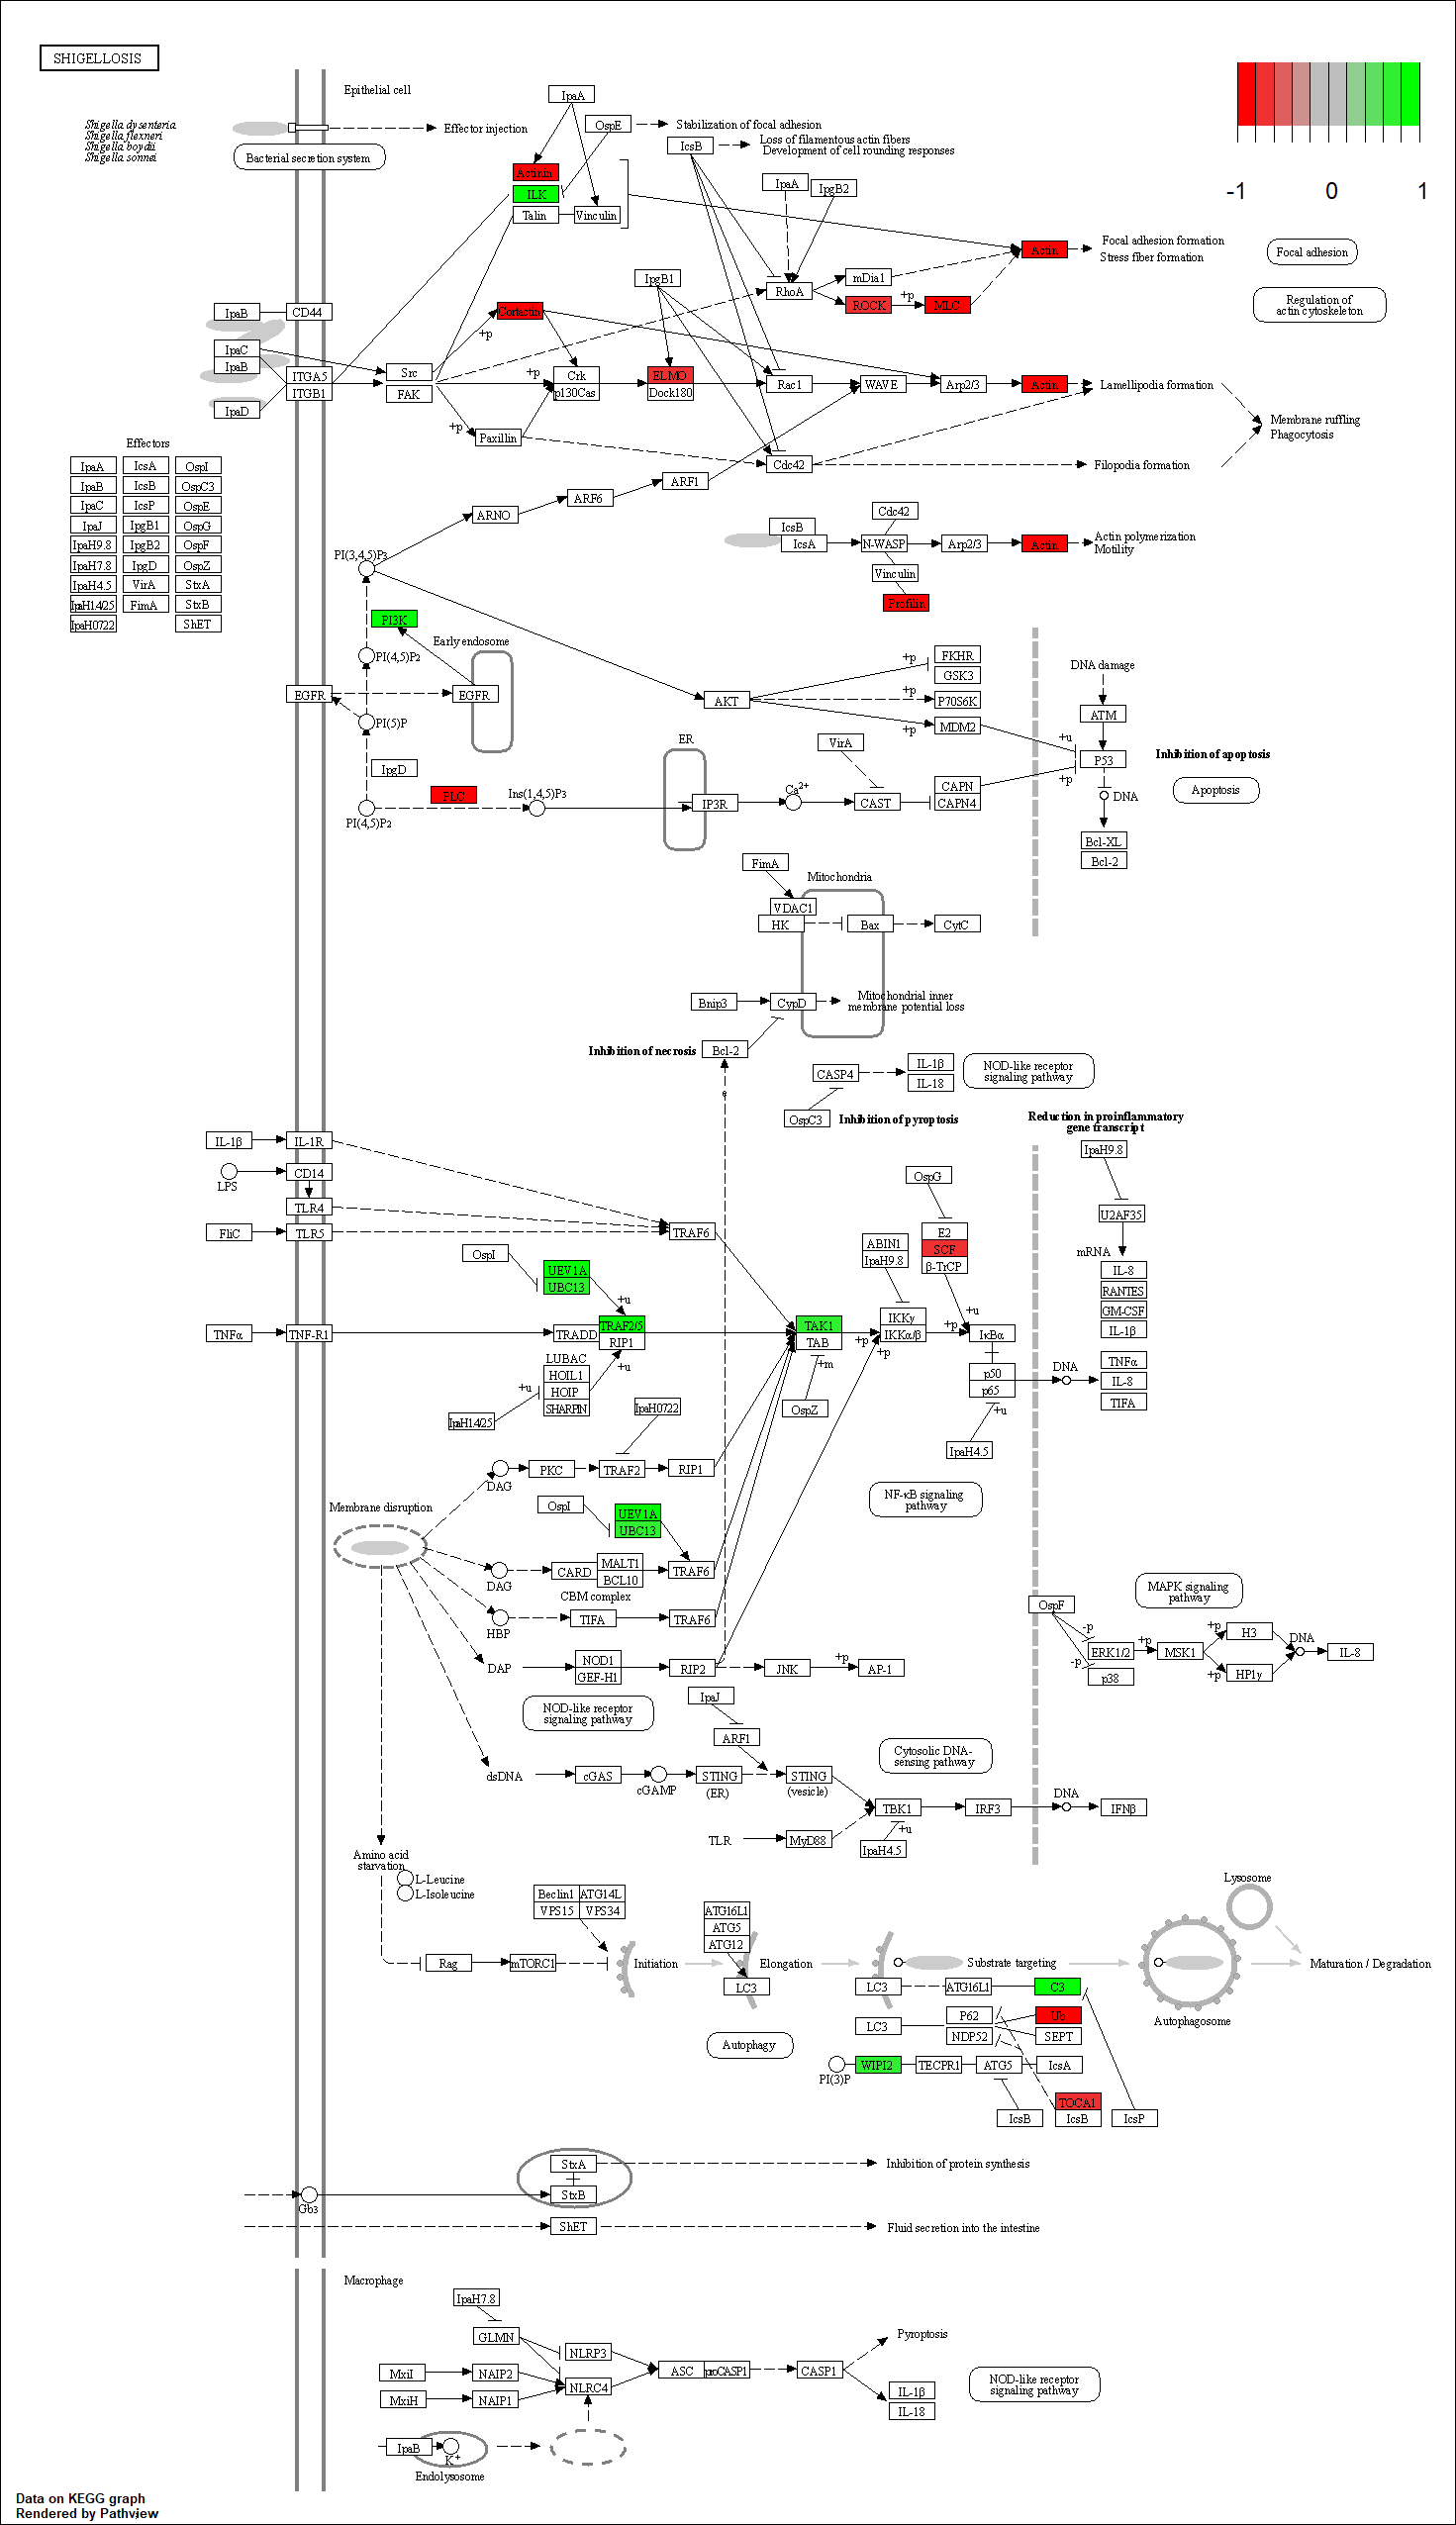 SHIGELLOSIS
-1
0
1
Shigella dysenteria
Shigella flexneri
Shigella boydii
Shigella sonnei
Epithelial cell
Effector injection
Bacterial secretion system
IpaA
OspE
Stabilization of focal adhesion
IcsB
Loss of filamentous actin fibers
Development of cell rounding responses
Actinin
ILK
Talin
Vinculin
IpaA
IpgB2
Actin
Focal adhesion formation
Stress fiber formation
Focal adhesion
IpgB1
mDia1
RhoA
ROCK
+p
MLC
Regulation of
actin cytoskeleton
IpaB
CD44
Cortactin
+p
IpaC
IpaB
ITGA5
ITGB1
IpaD
Src
FAK
+p
Crk
p130Cas
ELMO
Dock180
Rac1
WAVE
Arp2/3
Actin
Lamellipodia formation
Membrane ruffling
Phagocytosis
+p
Paxillin
Cdc42
Filopodia formation
Effectors
IpaA
IcsA
OspI
IpaB
IcsB
OspC3
IpaC
IcsP
OspE
IpaJ
IpgB1
OspG
IpaH9.8
IpgB2
OspF
IpaH7.8
IpgD
OspZ
IpaH4.5
VirA
StxA
IpaH1.4/2.5
FimA
StxB
IpaH0722
ShET
ARNO
ARF6
ARF1
Cdc42
IcsB
IcsA
N-WASP
Arp2/3
Actin
Actin polymerization
Motility
Vinculin
Profilin
PI(3,4,5)P3
PI3K
Early endosome
PI(4,5)P2
EGFR
EGFR
PI(5)P
IpgD
PLC
PI(4,5)P2
Ins(1,4,5)P3
AKT
+p
FKHR
GSK3
+p
P70S6K
+p
MDM2
DNA damage
ATM
+u
P53
+p
Inhibition of apoptosis
Apoptosis
DNA
Bcl-XL
Bcl-2
ER
IP3R
Ca2+
VirA
CAST
CAPN
CAPN4
FimA
Mitochondria
VDAC1
HK
Bax
CytC
Bnip3
CypD
Mitochondrial inner
membrane potential loss
Inhibition of necrosis
Bcl-2
e
CASP4
IL-1β
IL-18
NOD-like receptor
signaling pathway
OspC3
Inhibition of pyroptosis
Reduction in proinflammatory
gene transcript
IL-1β
IL-1R
LPS
CD14
TLR4
FliC
TLR5
TRAF6
OspI
UEV1A
UBC13
+u
TNFα
TNF-R1
TRADD
TRAF2/5
RIP1
+u
LUBAC
HOIL1
HOIP
SHARPIN
+u
IpaH1.4/2.5
OspG
ABIN1
IpaH9.8
E2
SCF
β-TrCP
+u
TAK1
TAB
+m
OspZ
+p
+p
IKKγ
IKKα/β
+p
IκBα
p50
p65
+u
IpaH4.5
IpaH9.8
U2AF35
mRNA
IL-8
RANTES
GM-CSF
IL-1β
DNA
TNFα
IL-8
TIFA
NF-κB signaling
pathway
IpaH0722
DAG
PKC
TRAF2
RIP1
Membrane disruption
OspI
UEV1A
UBC13
DAG
CARD
MALT1
BCL10
CBM complex
TRAF6
HBP
TIFA
TRAF6
DAP
NOD1
GEF-H1
RIP2
JNK
+p
AP-1
MAPK signaling
pathway
OspF
-p
-p
ERK1/2
p38
+p
MSK1
+p
+p
H3
HP1γ
DNA
IL-8
NOD-like receptor
signaling pathway
IpaJ
ARF1
dsDNA
cGAS
cGAMP
STING
(ER)
STING
(vesicle)
Cytosolic DNA-
sensing pathway
TBK1
IRF3
DNA
IFNβ
+u
IpaH4.5
TLR
MyD88
Amino acid
starvation
L-Leucine
L-Isoleucine
Beclin1
ATG14L
VPS15
VPS34
ATG16L1
ATG5
ATG12
LC3
Rag
mTORC1
Initiation
Elongation
Substrate targeting
Lysosome
Autophagosome
Maturation / Degradation
LC3
ATG16L1
C3
LC3
P62
NDP52
Ub
SEPT
Autophagy
PI(3)P
WIPI2
TECPR1
ATG5
IcsA
TOCA1
IcsB
IcsB
IcsP
StxA
StxB
Inhibition of protein synthesis
Gb3
ShET
Fluid secretion into the intestine
Macrophage
IpaH7.8
GLMN
NLRP3
MxiI
NAIP2
MxiH
NAIP1
NLRC4
ASC
proCASP1
CASP1
Pyroptosis
IL-1β
IL-18
NOD-like receptor
signaling pathway
IpaB
K+
Endolysosome
Data on KEGG graph
Rendered by Pathview